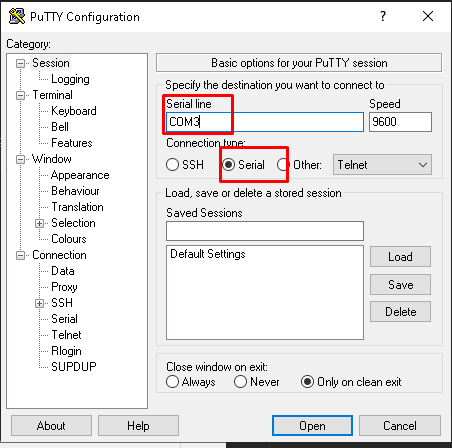 PuTTY Configuration
?
Category:
Session
Logging
Terminal
Keyboard
Bell
Features
Window
Appearance
Behaviour
Translation
Selection
Colours
Connection
Data
Proxy
SSH
Serial
Telnet
Rlogin
SUPDUP
Basic options for your PuTTY session
Specify the destination you want to connect to
Serial line Speed
COM3 9600
Connection type:
SSH Serial Other: Telnet
Load, save or delete a stored session
Saved Sessions
Default Settings
Load
Save
Delete
Close window on exit:
Always Never Only on clean exit
About Help Open Cancel